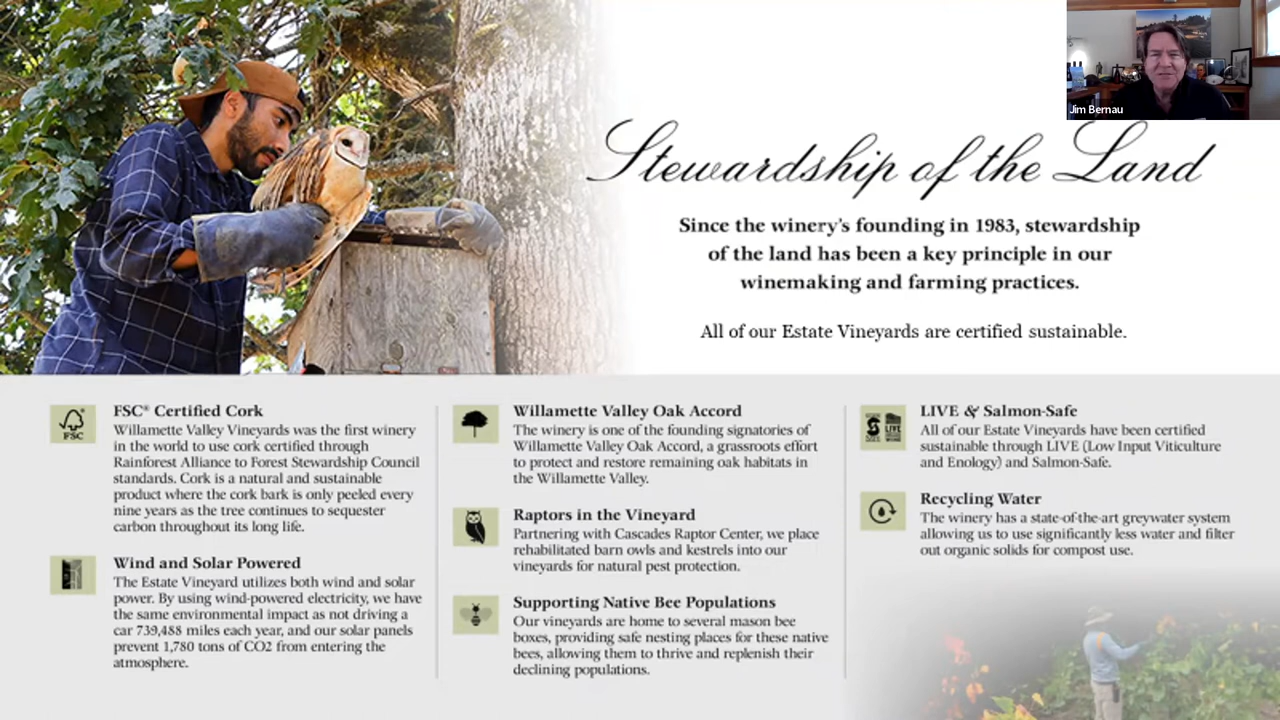 Jim Bernau
Stewardship of the Land
Since the winery's founding in 1983, stewardship
of the land has been a key principle in our
winemaking and farming practices.
All of our Estate Vineyards are certified sustainable.
FSC® Certified Cork
Willamette Valley Vineyards was the first winery
in the world to use cork certified through
Rainforest Alliance to Forest Stewardship Council
standards. Cork is a natural and sustainable
product where the cork bark is only peeled every
nine years as the tree continues to sequester
carbon throughout its long life.
FSC
Wind and Solar Powered
The Estate Vineyard utilizes both wind and solar
power. By using wind-powered electricity, we have
the same environmental impact as not driving a
car 739,488 miles each year, and our solar panels
prevent 1,780 tons of CO2 from entering the
atmosphere.
Willamette Valley Oak Accord
The winery is one of the founding signatories of
Willamette Valley Oak Accord, a grassroots effort
to protect and restore remaining oak habitats in
the Willamette Valley.
Raptors in the Vineyard
Partnering with Cascades Raptor Center, we place
rehabilitated barn owls and kestrels into our
vineyards for natural pest protection.
Supporting Native Bee Populations
Our vineyards are home to several mason bee
boxes, providing safe nesting places for these native
bees, allowing them to thrive and replenish their
declining populations.
LIVE & Salmon-Safe
All of our Estate Vineyards have been certified
sustainable through LIVE (Low Input Viticulture
and Enology) and Salmon-Safe.
LIVE
Recycling Water
The winery has a state-of-the-art greywater system
allowing us to use significantly less water and filter
out organic solids for compost use.